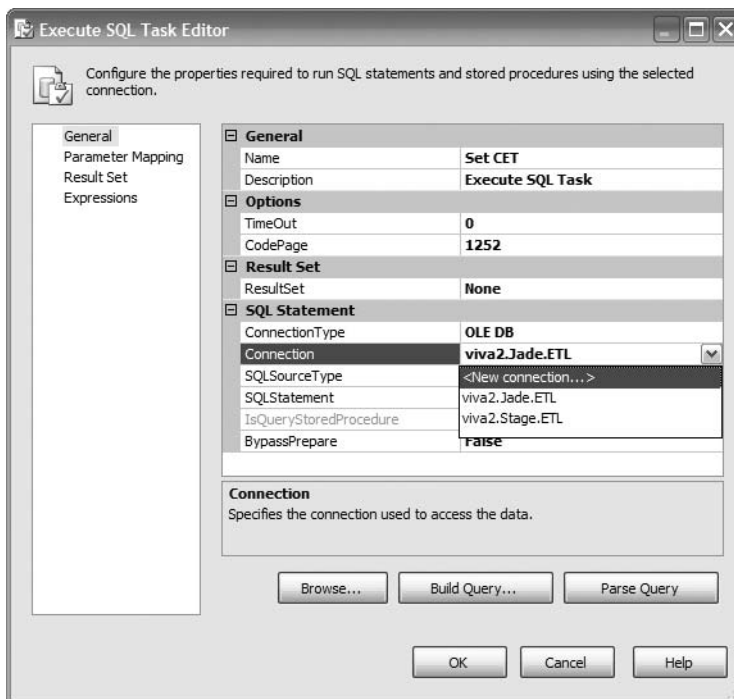 Execute SQL Task Editor
Configure the properties required to run SQL statements and stored procedures using the selected
connection.
General
Parameter Mapping
Result Set
Expressions
General
Name Set CET
Description Execute SQL Task
Options
TimeOut 0
CodePage 1252
Result Set
ResultSet None
SQL Statement
ConnectionType OLE DB
Connection viva2.Jade.ETL
SQLSourceType <New connection...>
SQLStatement viva2.Jade.ETL
IsQueryStoredProcedure viva2.Stage.ETL
BypassPrepare False
Connection
Specifies the connection used to access the data.
Browse... Build Query... Parse Query
OK Cancel Help